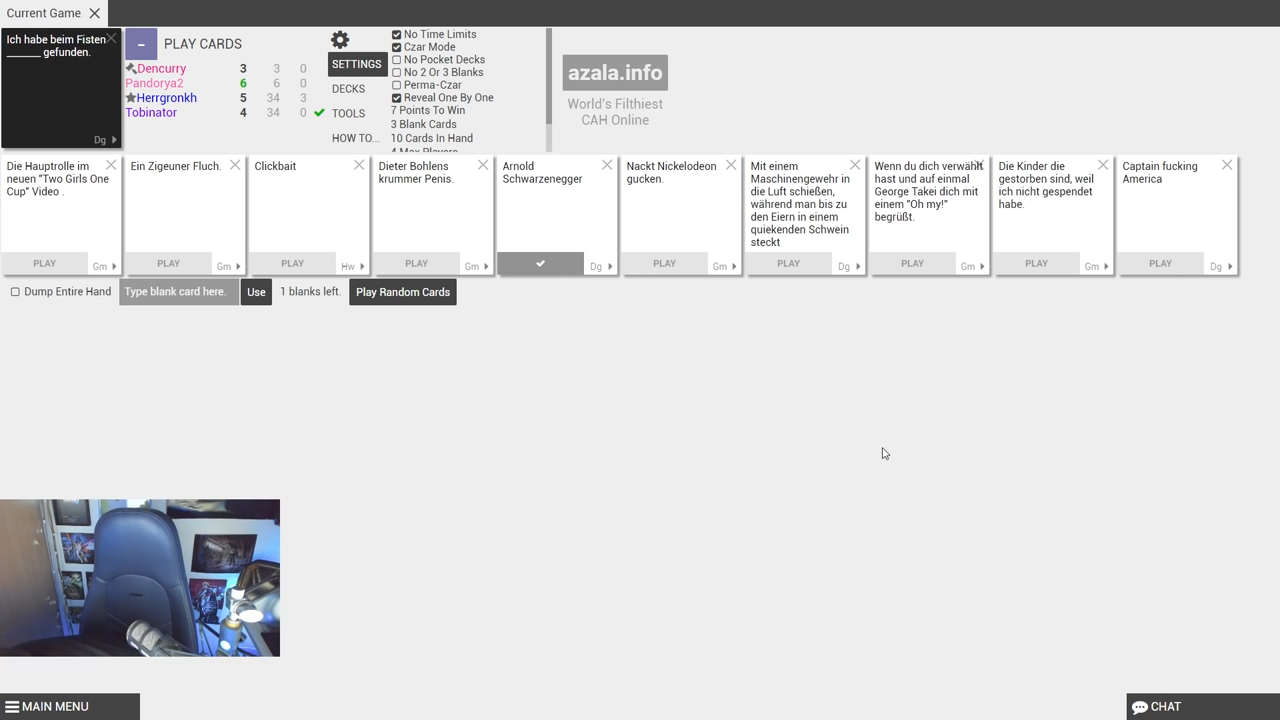 Current Game
Ich habe beim Fisten
_______ gefunden.
Dg
–
PLAY CARDS
Dencurry 3 3 0
Pandorya2 6 6 0
Herrgronkh 5 34 3
Tobinator 4 34 0
SETTINGS
DECKS
TOOLS
HOW TO...
No Time Limits
Czar Mode
No Pocket Decks
No 2 Or 3 Blanks
Perma-Czar
Reveal One By One
7 Points To Win
3 Blank Cards
10 Cards In Hand
4 Max Players
azala.info
World's Filthiest
CAH Online
Die Hauptrolle im
neuen "Two Girls One
Cup" Video .
PLAY
Gm
Ein Zigeuner Fluch.
PLAY
Gm
Clickbait
PLAY
Hw
Dieter Bohlens
krummer Penis.
PLAY
Gm
Arnold
Schwarzenegger
Dg
Nackt Nickelodeon
gucken.
PLAY
Gm
Mit einem
Maschinengewehr in
die Luft schießen,
während man bis zu
den Eiern in einem
quiekenden Schwein
steckt
PLAY
Dg
Wenn du dich verwählt
hast und auf einmal
George Takei dich mit
einem "Oh my!"
begrüßt.
PLAY
Gm
Die Kinder die
gestorben sind, weil
ich nicht gespendet
habe.
PLAY
Gm
Captain fucking
America
PLAY
Dg
Dump Entire Hand
Type blank card here.
Use
1 blanks left.
Play Random Cards
MAIN MENU
CHAT